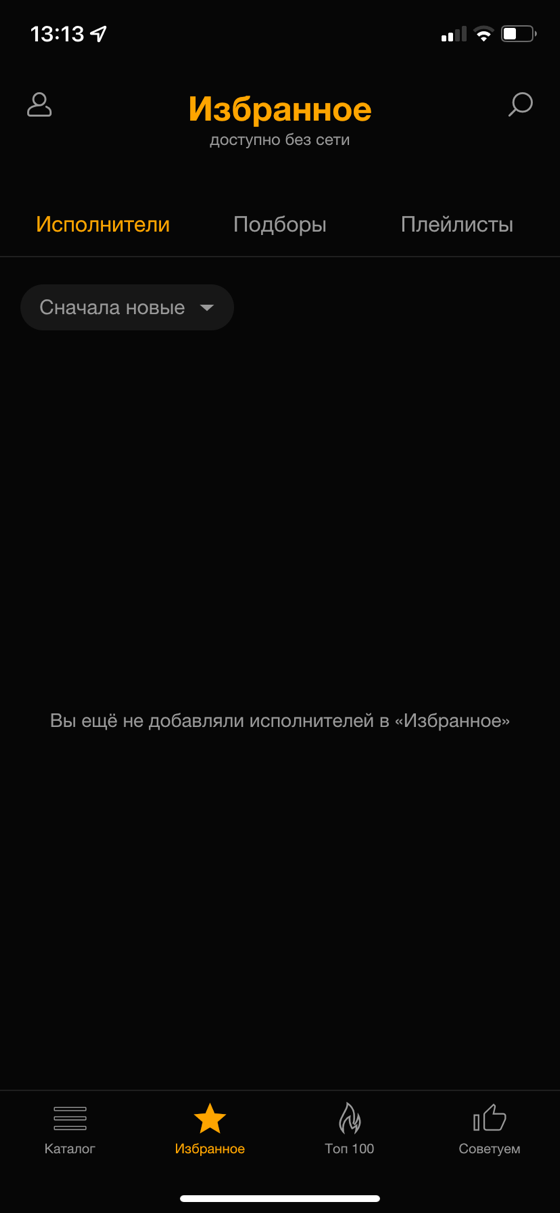 13:13
Избранное
доступно без сети
Исполнители Подборы Плейлисты
Сначала новые
Вы ещё не добавляли исполнителей в «Избранное»
Каталог Избранное Топ 100 Советуем